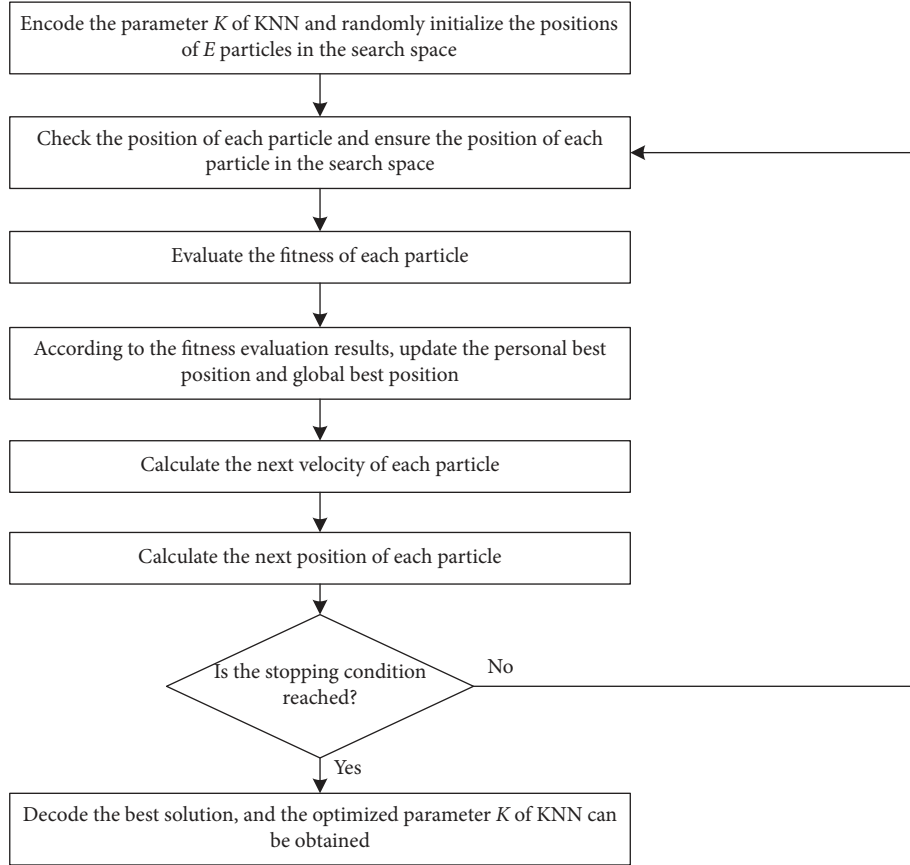 Encode the parameter K of KNN and randomly initialize the positions
of E particles in the search space
Check the position of each particle and ensure the position of each
particle in the search space
Evaluate the fitness of each particle
According to the fitness evaluation results, update the personal best
position and global best position
Calculate the next velocity of each particle
Calculate the next position of each particle
Is the stopping condition
reached?
No
Yes
Decode the best solution, and the optimized parameter K of KNN can
be obtained